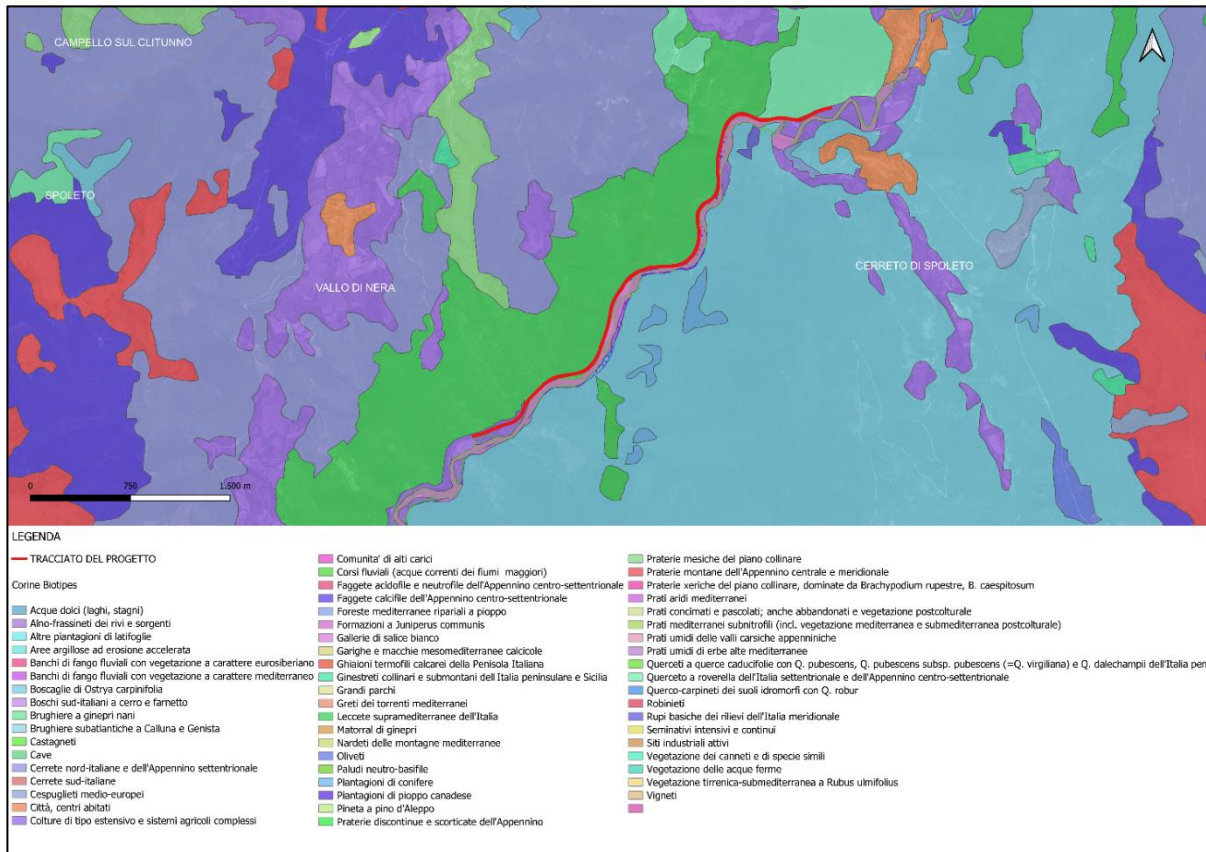 CAMPELLO SUL CLITUNNO
SPOLETO
VALLO DI NERA
CERRETO DI SPOLETO
0 750 1.500 m
LEGENDA
TRACCIATO DEL PROGETTO
Corine Biotipes
Acque dolci (laghi, stagni)
Alno-frassineti dei rivi e sorgenti
Altre piantagioni di latifoglie
Aree argillose ad erosione accelerata
Banchi di fango fluviali con vegetazione a carattere eurosiberiano
Banchi di fango fluviali con vegetazione a carattere mediterraneo
Boscaglie di Ostrya carpinifolia
Boschi sud-italiani a cerro e farnetto
Brughiere a ginepri nani
Brughiere subatlantiche a Calluna e Genista
Castagneti
Cave
Cerrete nord-italiane e dell'Appennino settentrionale
Cerrete sud-italiane
Cespuglieti medio-europei
Città, centri abitati
Colture di tipo estensivo e sistemi agricoli complessi
Comunita' di alti carici
Corsi fluviali (acque correnti dei fiumi maggiori)
Faggete acidofile e neutrofile dell'Appennino centro-settentrionale
Faggete calcifile dell'Appennino centro-settentrionale
Foreste mediterranee ripariali a pioppo
Formazioni a Juniperus communis
Gallerie di salice bianco
Garighe e macchie mesomediterranee calcicole
Ghiaioni termofili calcarei della Penisola Italiana
Ginestreti collinari e submontani dell'Italia peninsulare e Sicilia
Grandi parchi
Greti dei torrenti mediterranei
Leccete supramediterranee dell'Italia
Matorral di ginepri
Nardeti delle montagne mediterranee
Oliveti
Paludi neutro-basifile
Piantagioni di conifere
Piantagioni di pioppo canadese
Pineta a pino d'Aleppo
Praterie discontinue e scorticate dell'Appennino
Praterie mesiche del piano collinare
Praterie montane dell'Appennino centrale e meridionale
Praterie xeriche del piano collinare, dominate da Brachypodium rupestre, B. caespitosum
Prati aridi mediterranei
Prati concimati e pascolati; anche abbandonati e vegetazione postcolturale
Prati mediterranei subnitrofili (incl. vegetazione mediterranea e submediterranea postcolturale)
Prati umidi delle valli carsiche appenniniche
Prati umidi di erbe alte mediterranee
Querceti a querce caducifolie con Q. pubescens, Q. pubescens subsp. pubescens (=Q. virgiliana) e Q. dalechampii dell'Italia pen
Querceto a roverella dell'Italia settentrionale e dell'Appennino centro-settentrionale
Querco-carpineti dei suoli idromorfi con Q. robur
Robinieti
Rupi basiche dei rilievi dell'Italia meridionale
Seminativi intensivi e continui
Siti industriali attivi
Vegetazione dei canneti e di specie simili
Vegetazione delle acque ferme
Vegetazione tirrenica-submediterranea a Rubus ulmifolius
Vigneti